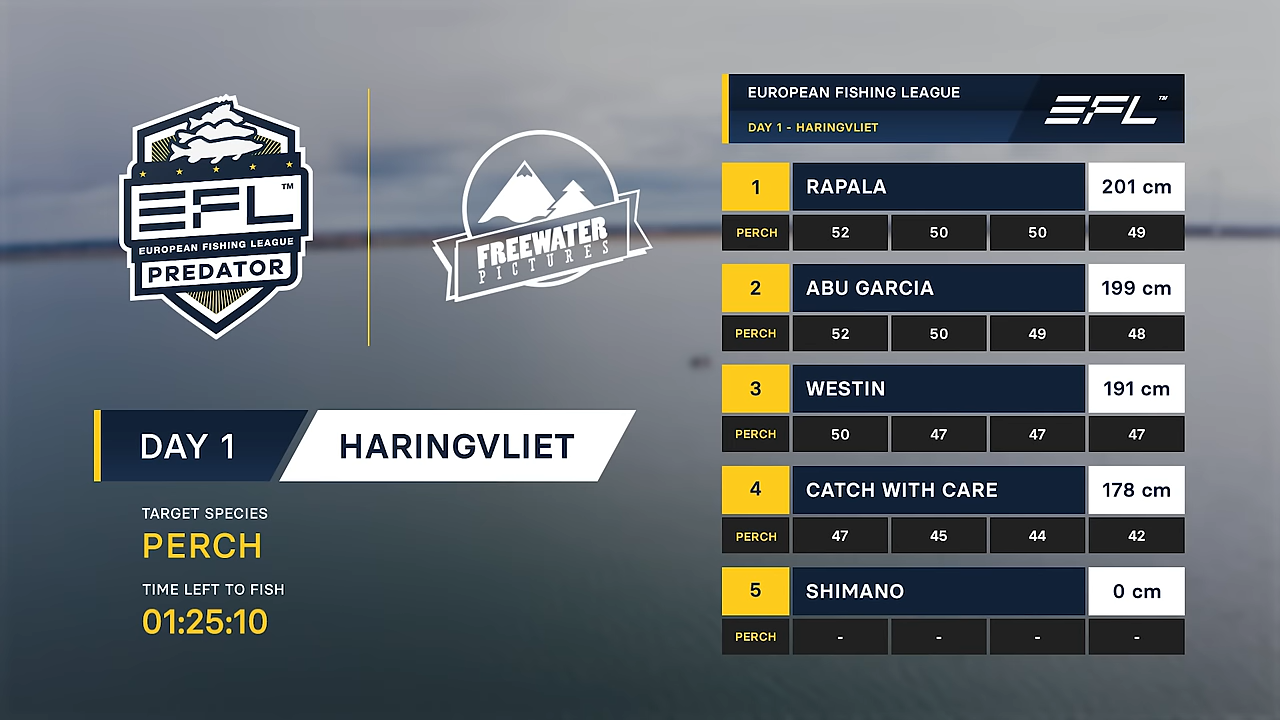 EFL™
EUROPEAN FISHING LEAGUE
PREDATOR
FREEWATER
PICTURES
DAY 1
HARINGVLIET
TARGET SPECIES
PERCH
TIME LEFT TO FISH
01:25:10
EUROPEAN FISHING LEAGUE
DAY 1 - HARINGVLIET
EFL™
1 RAPALA 201 cm
PERCH 52 50 50 49
2 ABU GARCIA 199 cm
PERCH 52 50 49 48
3 WESTIN 191 cm
PERCH 50 47 47 47
4 CATCH WITH CARE 178 cm
PERCH 47 45 44 42
5 SHIMANO 0 cm
PERCH - - - -